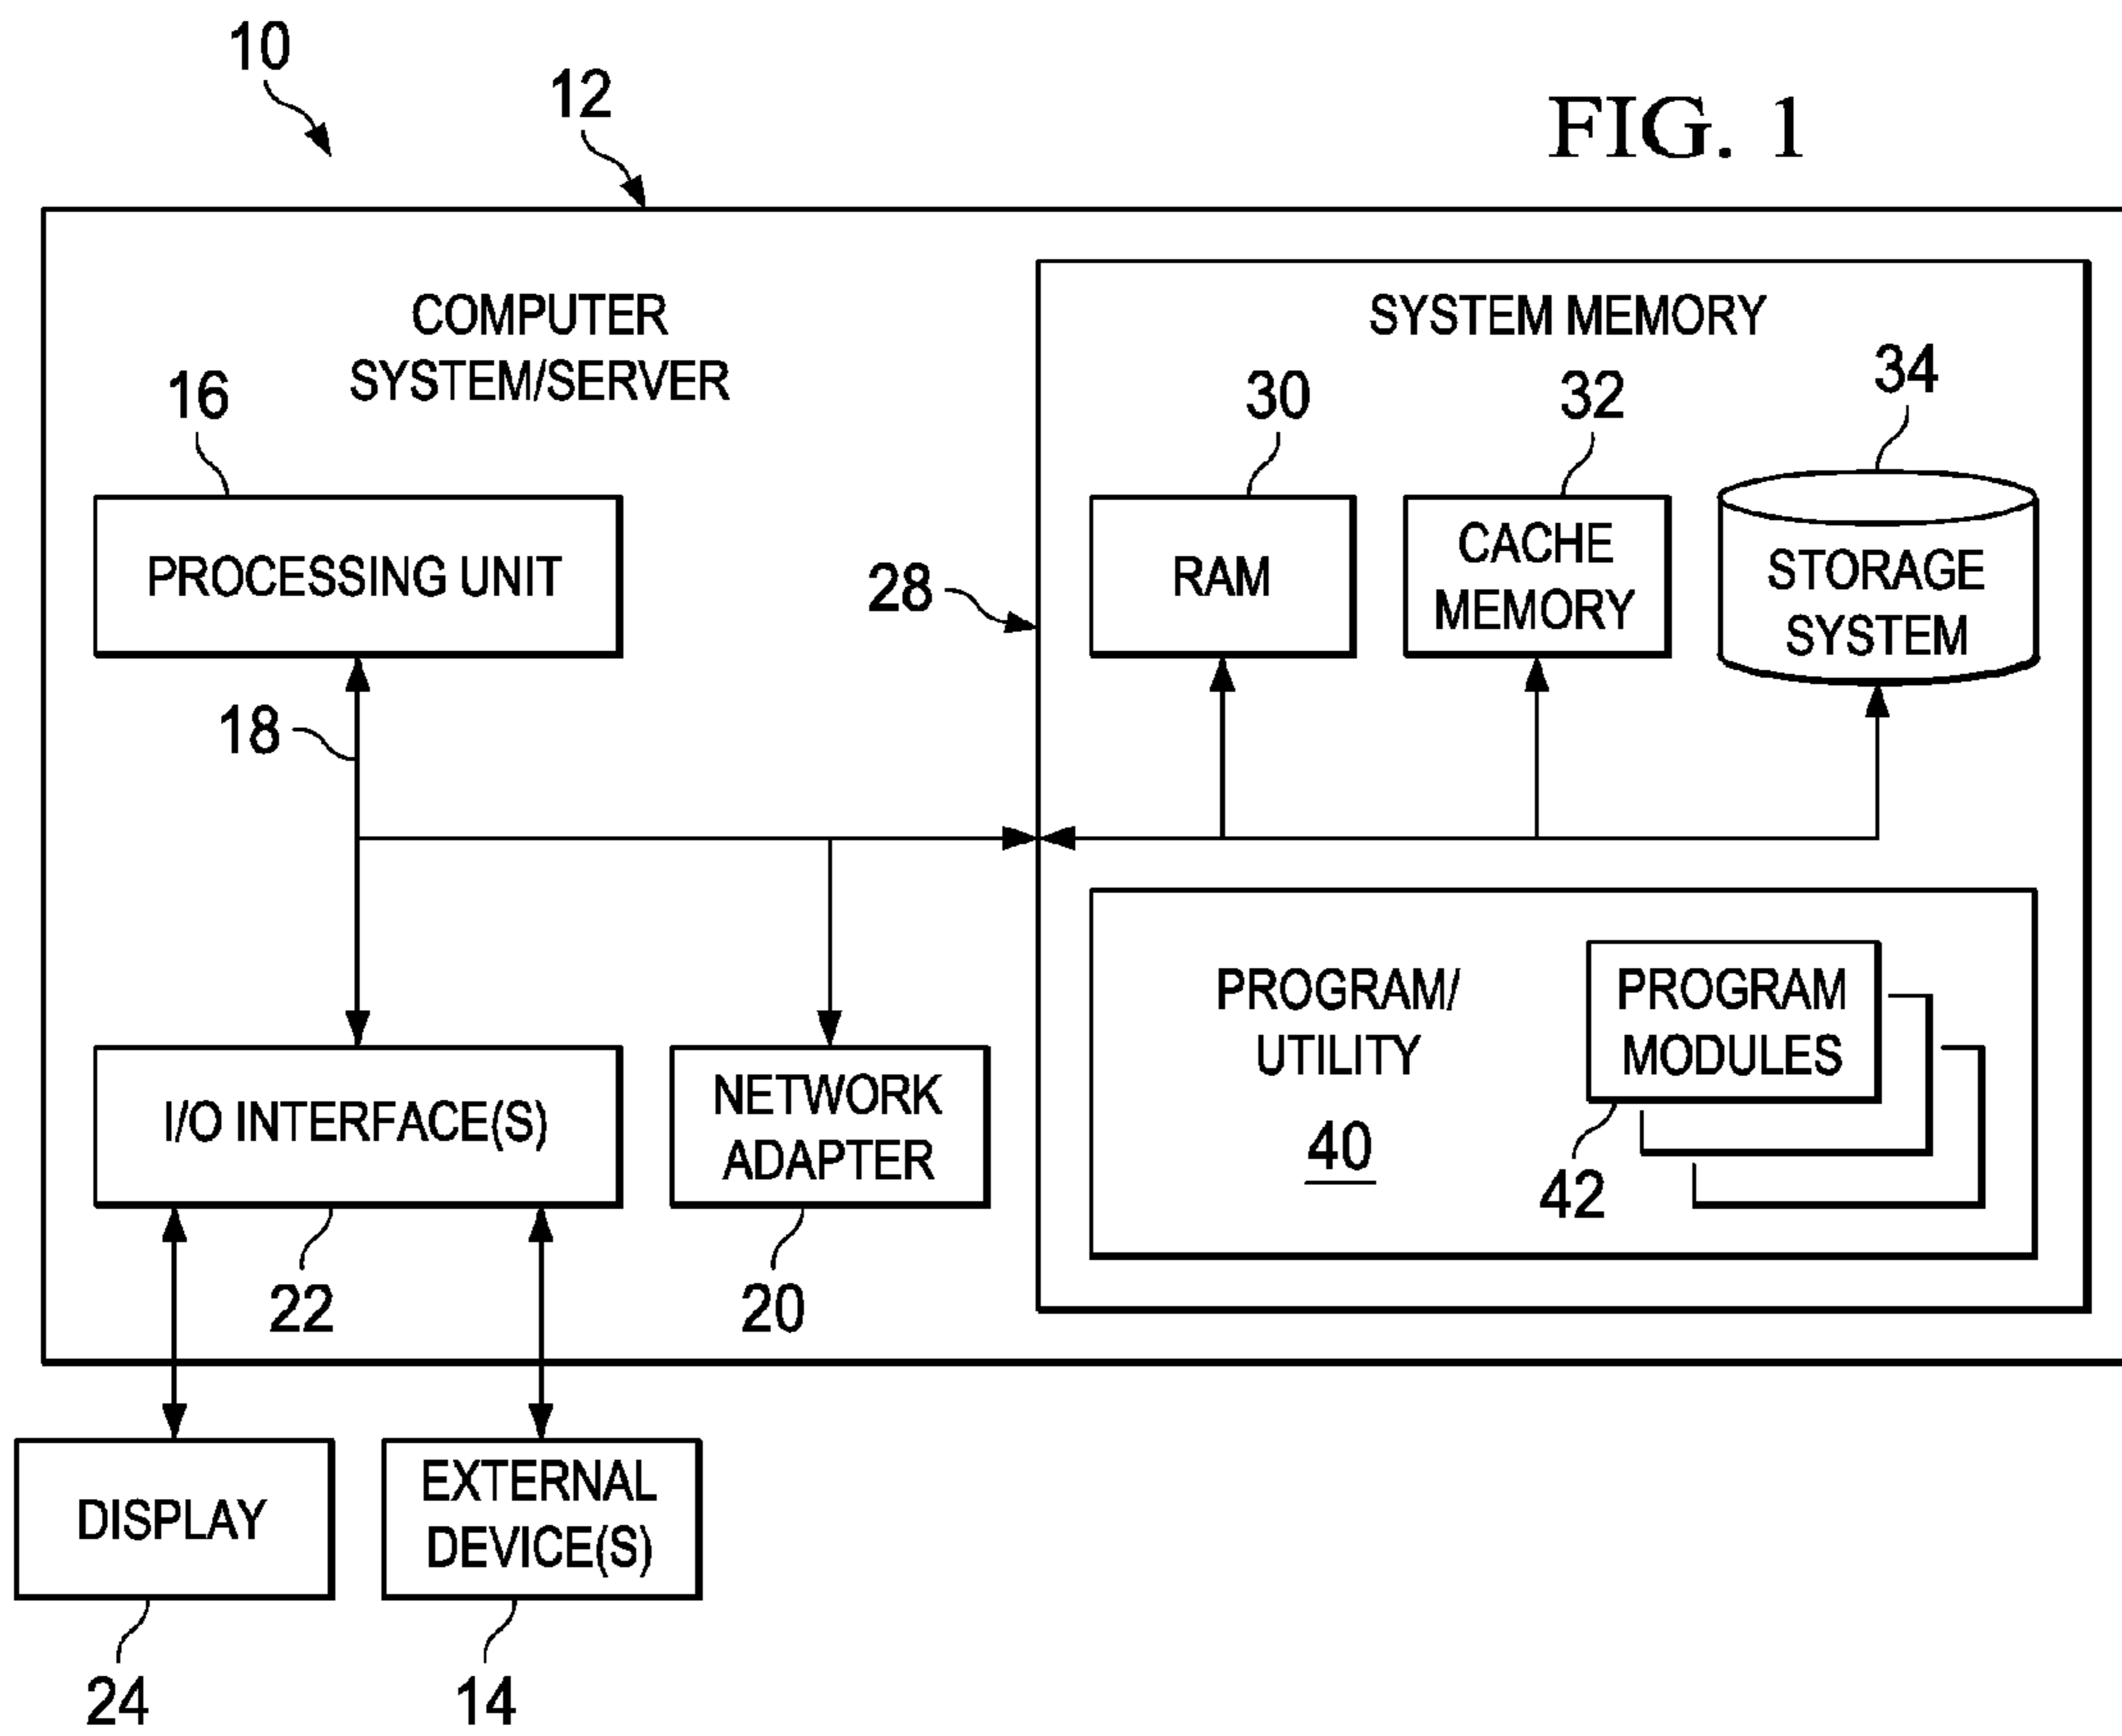 10
12
FIG. 1
COMPUTER
SYSTEM/SERVER
SYSTEM MEMORY
16
30
32
34
PROCESSING UNIT
RAM
CACHE
MEMORY
STORAGE
SYSTEM
28
18
PROGRAM/
UTILITY
40
PROGRAM
MODULES
42
I/O INTERFACE(S)
NETWORK
ADAPTER
22
20
DISPLAY
EXTERNAL
DEVICE(S)
24
14